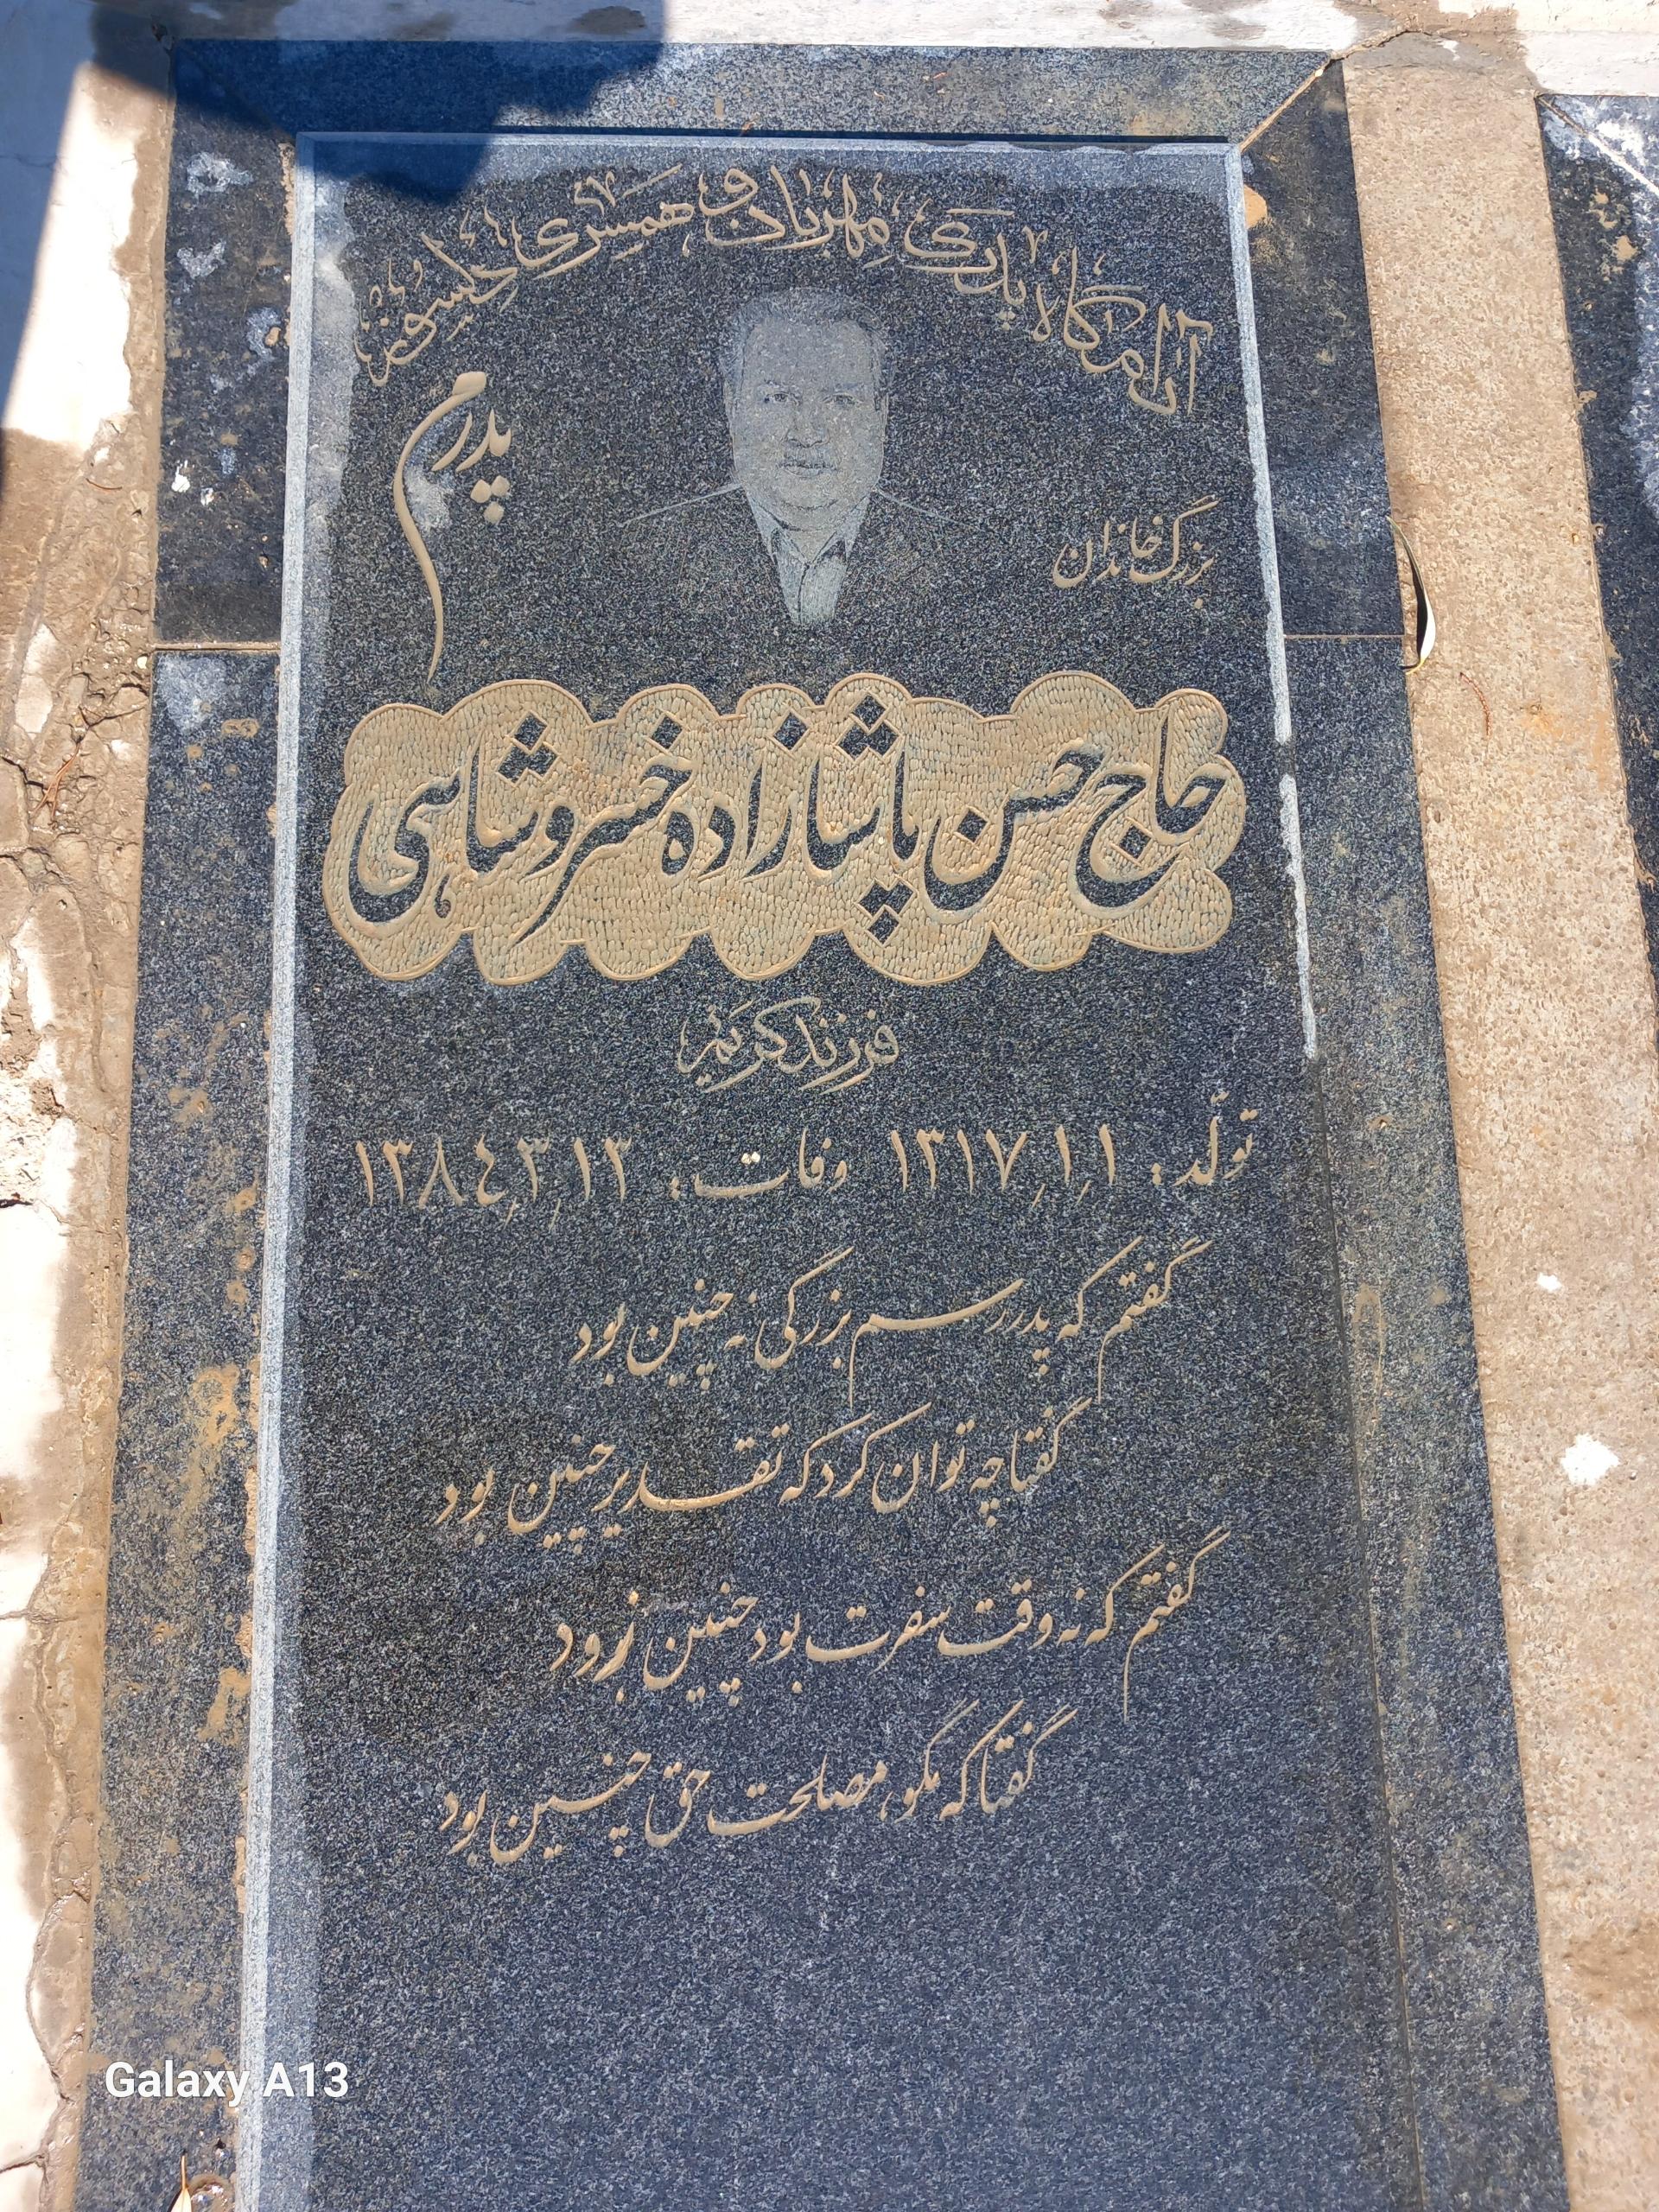 آرامگاه پدری مهربان و همسری دلسوز
پدرم
بزرگ خاندان
حاج حسن پاشازاده خسروشاهی
فرزند کریم
تولّد: ۱۳۱۷٫۱٫۱ وفات: ۱۳۸۴٫۳٫۱۳
گفتم که پدر رسم بزرگی نه چنین بود
گفتا چه توان کرد که تقدیر چنین بود
گفتم که نه وقت سفرت بود چنین زود
گفتا که مگو مصلحت حق چنین بود
Galaxy A13